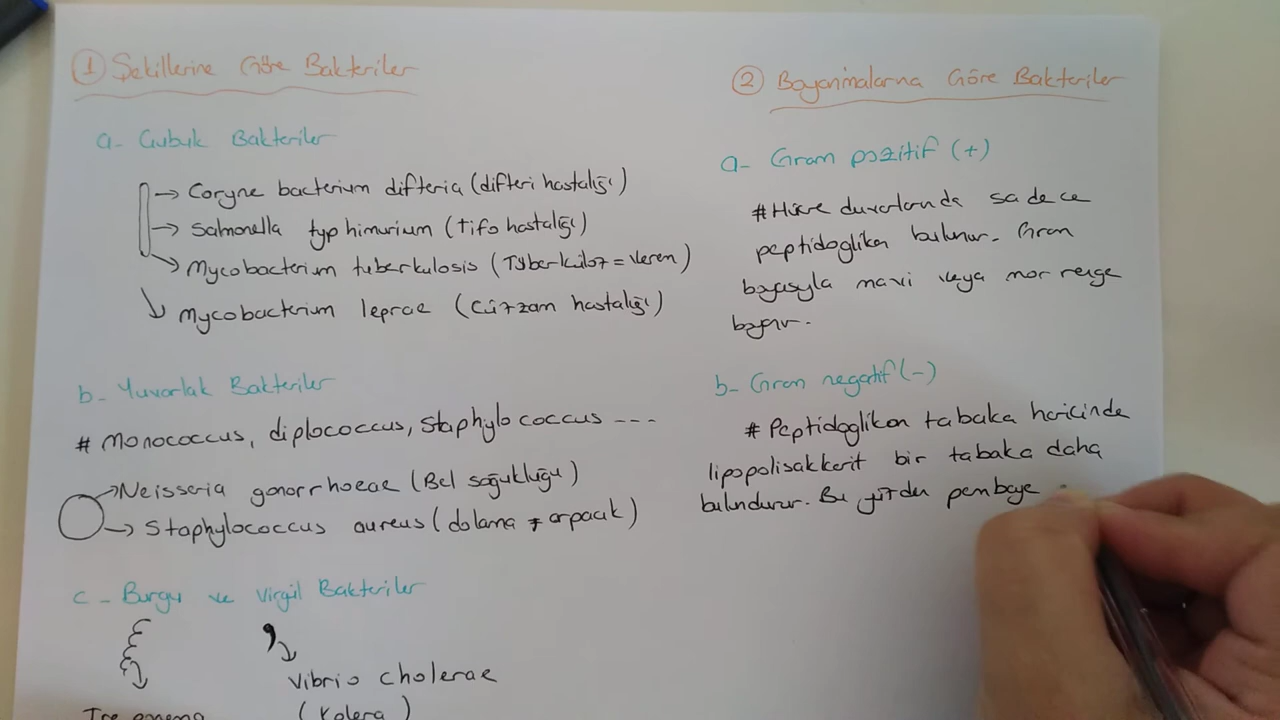 ① Şekillerine Göre Bakteriler
a- Çubuk Bakteriler
→ Coryne bacterium difteria (difteri hastalığı)
→ Salmonella typhimurium (Tifo hastalığı)
→ Mycobacterium tuberkulosis (Tyberküloz = Verem)
Mycobacterium leprae (Cüzzam hastalığı)
b- Yuvarlak Bakteriler
# Monococcus, diplococcus, staphylococcus ---
→ Neisseria gonorrhoeae (Bel soğukluğu)
→ Staphylococcus aureus (dolama + arpacık)
c- Burgu ve Virgül Bakteriler
Vibrio cholerae
(Kolera)
② Boyanmalarına Göre Bakteriler
a- Gram pozitif (+)
# Hücre duvarlarında sadece
peptidoglikan bulunur. Gram
boyasıyla mavi veya mor renge
boyanır.
b- Gram negatif (-)
# Peptidoglikan tabaka haricinde
lipopolisakkarit bir tabaka daha
bulundurur. Bu yüzden pembeye